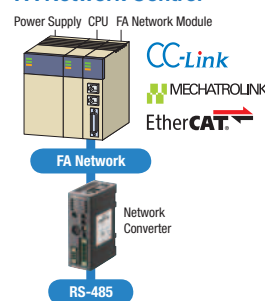 Power Supply CPU FA Network Module
CC-Link
MECHATROLINK
EtherCAT.
FA Network
Network
Converter
RS-485